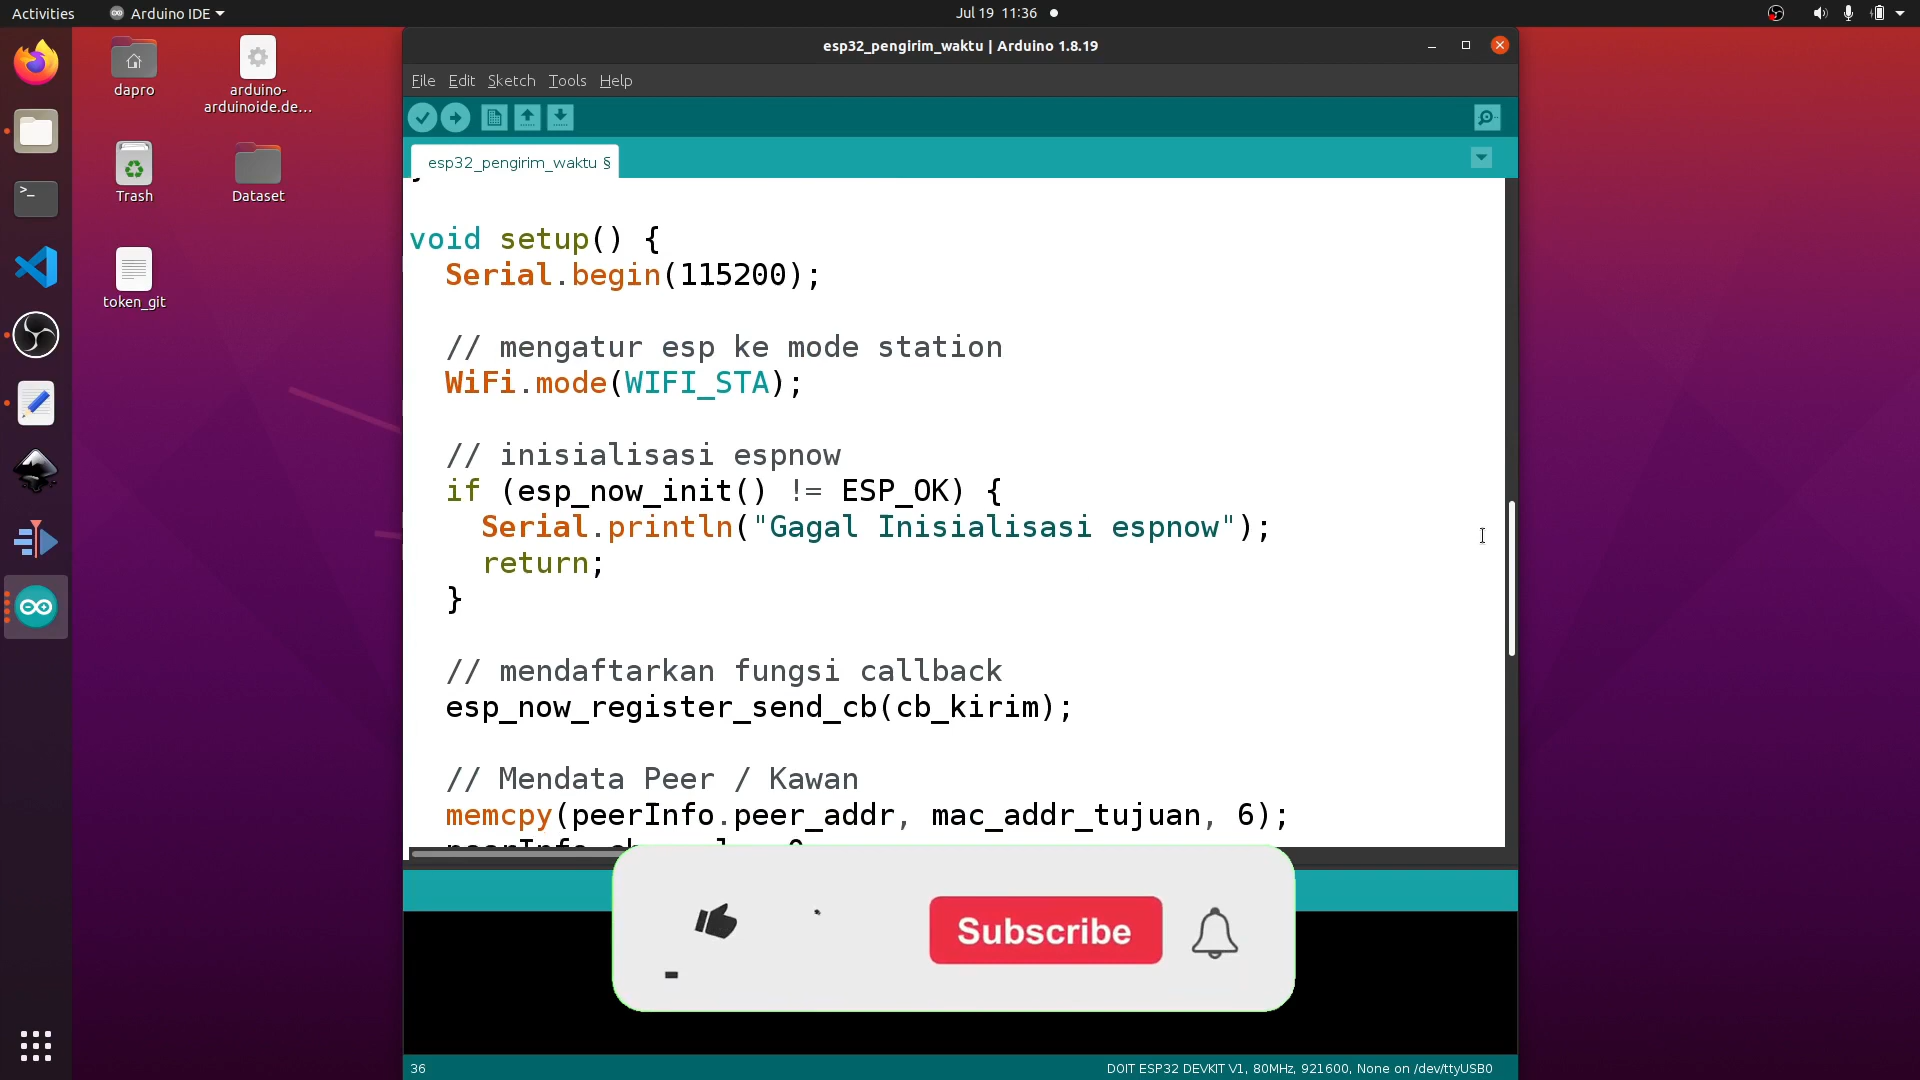 Activities
Arduino IDE
Jul 19 11:36
esp32_pengirim_waktu | Arduino 1.8.19
File Edit Sketch Tools Help
esp32_pengirim_waktu §
dapro
arduino-
arduinoide.de...
Trash
Dataset
token_git
void setup() {
Serial.begin(115200);
// mengatur esp ke mode station
WiFi.mode(WIFI_STA);
// inisialisasi espnow
if (esp_now_init() != ESP_OK) {
Serial.println("Gagal Inisialisasi espnow");
return;
}
// mendaftarkan fungsi callback
esp_now_register_send_cb(cb_kirim);
// Mendata Peer / Kawan
memcpy(peerInfo.peer_addr, mac_addr_tujuan, 6);
Subscribe
36
DOIT ESP32 DEVKIT V1, 80MHz, 921600, None on /dev/ttyUSB0